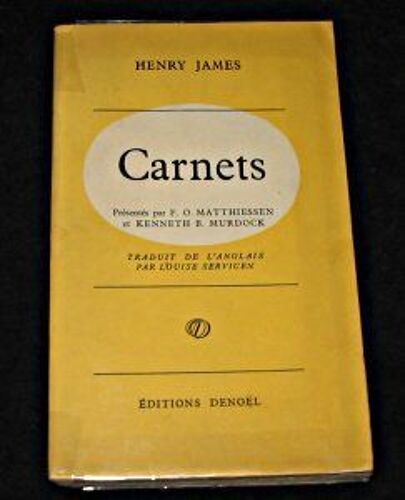 HENRY JAMES
Carnets
Présentés par F. O. MATTHIESSEN
et KENNETH B. MURDOCK
TRADUIT DE L'ANGLAIS
PAR LOUISE SERVICEN
ÉDITIONS DENOËL